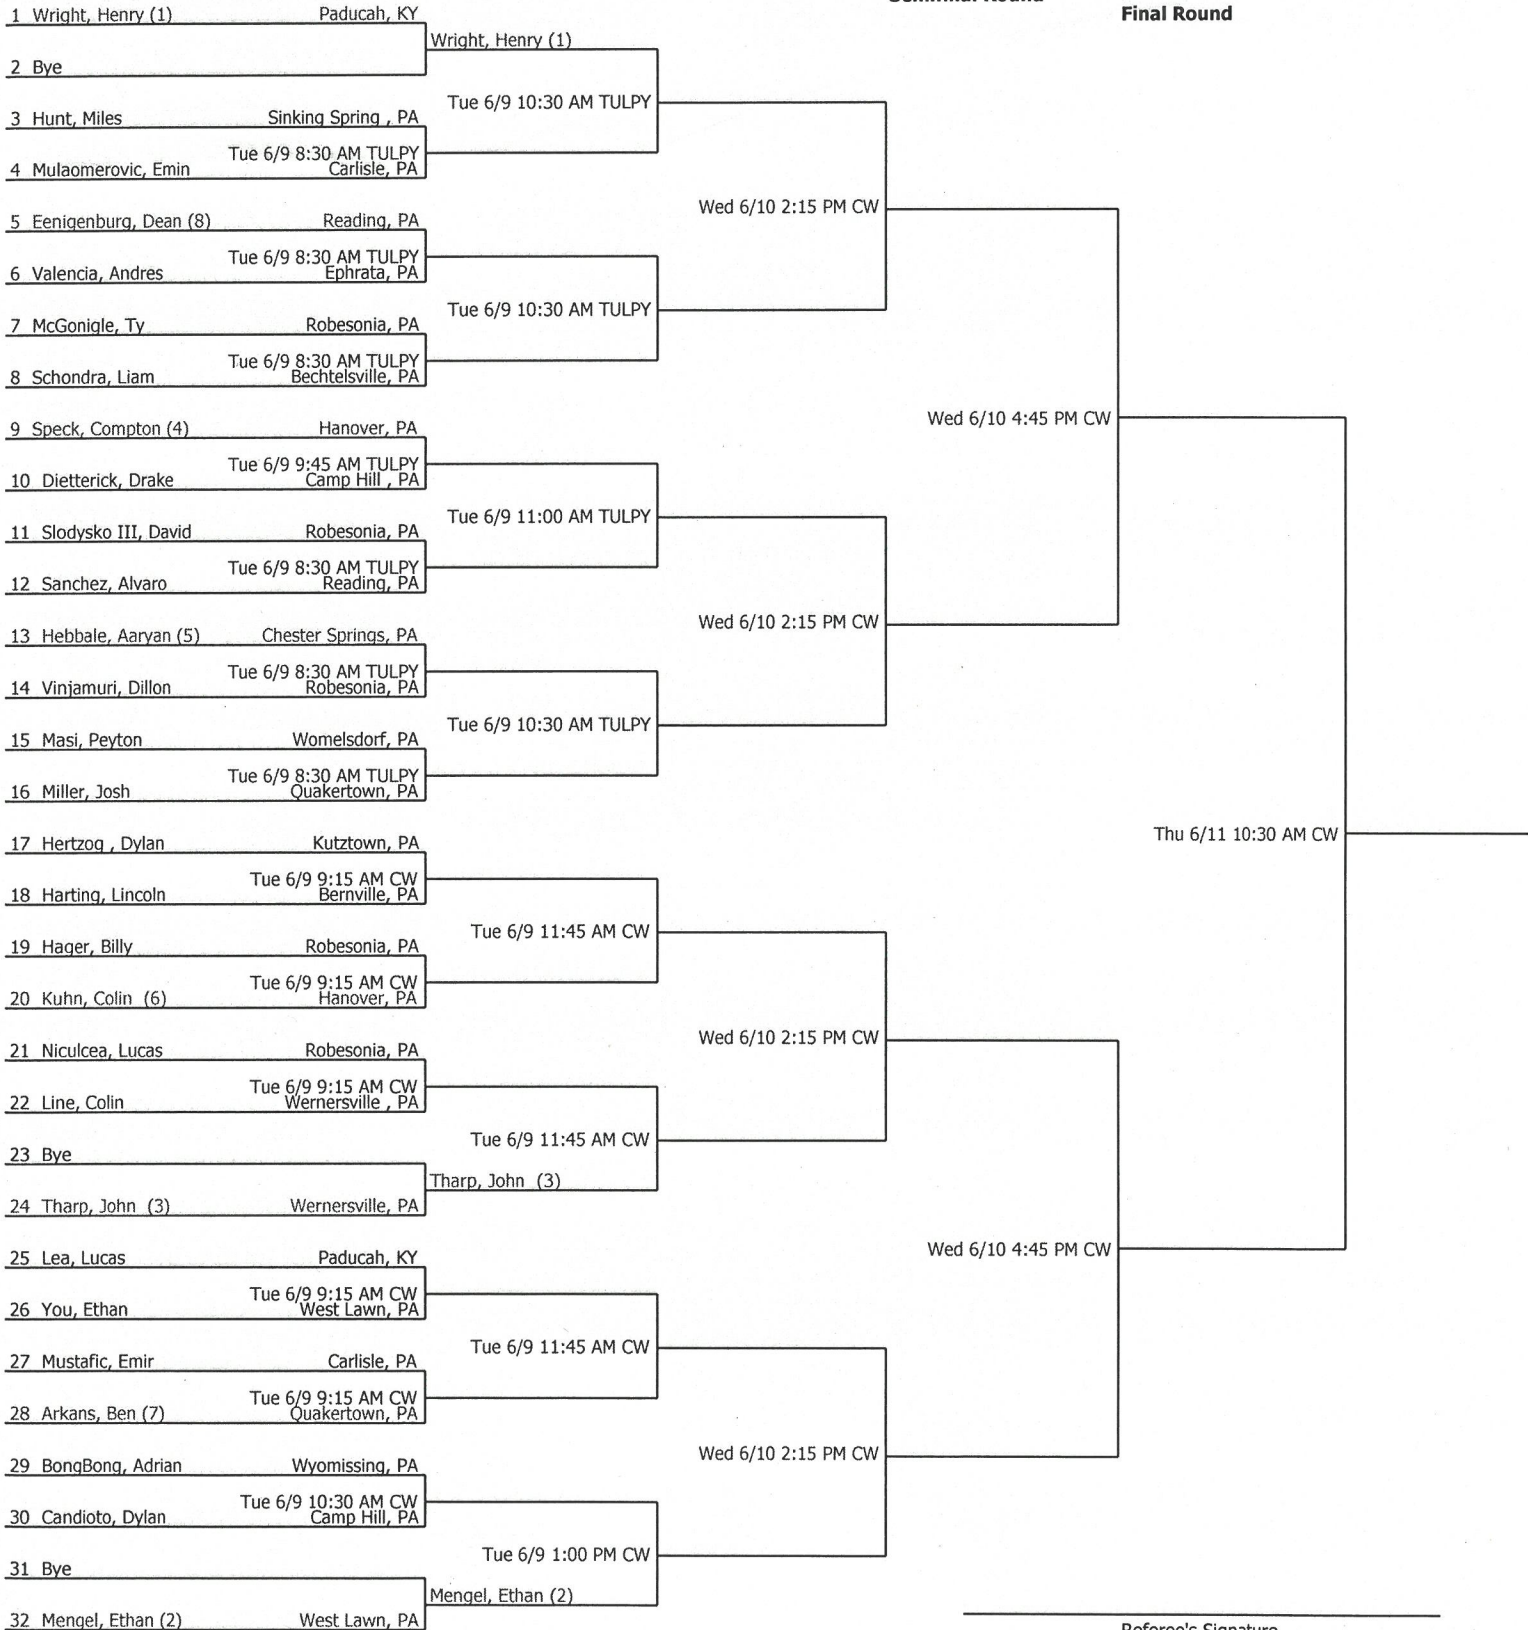 Final Round
1 Wright, Henry (1) Paducah, KY
Wright, Henry (1)
2 Bye
Tue 6/9 10:30 AM TULPY
3 Hunt, Miles Sinking Spring , PA
Tue 6/9 8:30 AM TULPY
4 Mulaomerovic, Emin Carlisle, PA
Wed 6/10 2:15 PM CW
5 Eenigenburg, Dean (8) Reading, PA
Tue 6/9 8:30 AM TULPY
6 Valencia, Andres Ephrata, PA
Tue 6/9 10:30 AM TULPY
7 McGonigle, Ty Robesonia, PA
Tue 6/9 8:30 AM TULPY
8 Schondra, Liam Bechtelsville, PA
Wed 6/10 4:45 PM CW
9 Speck, Compton (4) Hanover, PA
Tue 6/9 9:45 AM TULPY
10 Dietterick, Drake Camp Hill , PA
Tue 6/9 11:00 AM TULPY
11 Slodysko III, David Robesonia, PA
Tue 6/9 8:30 AM TULPY
12 Sanchez, Alvaro Reading, PA
Wed 6/10 2:15 PM CW
13 Hebbale, Aaryan (5) Chester Springs, PA
Tue 6/9 8:30 AM TULPY
14 Vinjamuri, Dillon Robesonia, PA
Tue 6/9 10:30 AM TULPY
15 Masi, Peyton Womelsdorf, PA
Tue 6/9 8:30 AM TULPY
16 Miller, Josh Quakertown, PA
Thu 6/11 10:30 AM CW
17 Hertzog , Dylan Kutztown, PA
Tue 6/9 9:15 AM CW
18 Harting, Lincoln Bernville, PA
Tue 6/9 11:45 AM CW
19 Hager, Billy Robesonia, PA
Tue 6/9 9:15 AM CW
20 Kuhn, Colin (6) Hanover, PA
Wed 6/10 2:15 PM CW
21 Niculcea, Lucas Robesonia, PA
Tue 6/9 9:15 AM CW
22 Line, Colin Wernersville , PA
Tue 6/9 11:45 AM CW
23 Bye
Tharp, John (3)
24 Tharp, John (3) Wernersville, PA
Wed 6/10 4:45 PM CW
25 Lea, Lucas Paducah, KY
Tue 6/9 9:15 AM CW
26 You, Ethan West Lawn, PA
Tue 6/9 11:45 AM CW
27 Mustafic, Emir Carlisle, PA
Tue 6/9 9:15 AM CW
28 Arkans, Ben (7) Quakertown, PA
Wed 6/10 2:15 PM CW
29 BongBong, Adrian Wyomissing, PA
Tue 6/9 10:30 AM CW
30 Candioto, Dylan Camp Hill, PA
Tue 6/9 1:00 PM CW
31 Bye
Mengel, Ethan (2)
32 Mengel, Ethan (2) West Lawn, PA
Referee's Signature